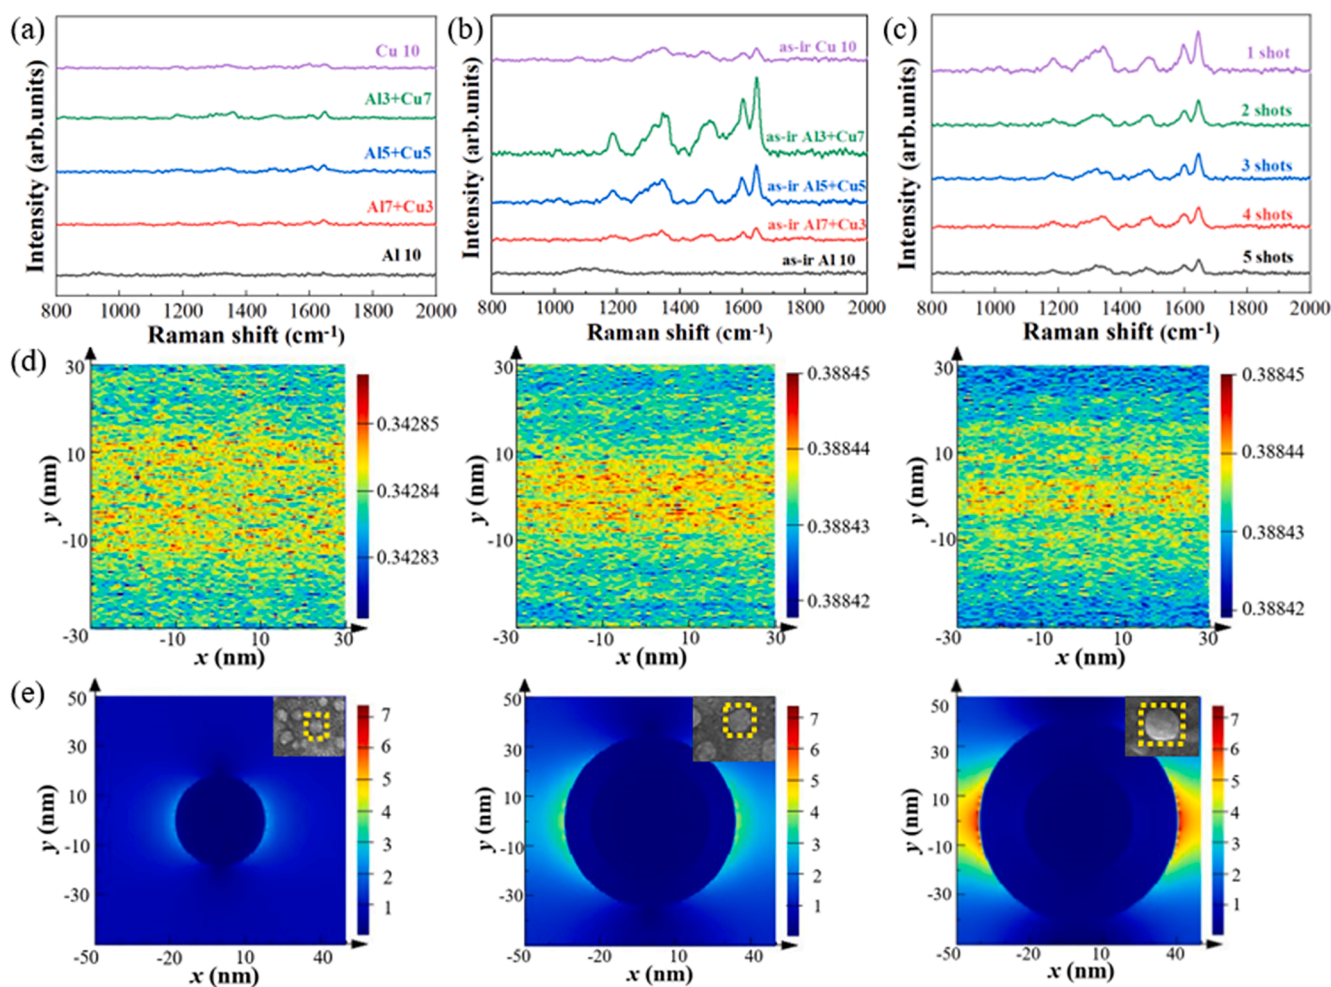 (a)
Intensity (arb.units)
Cu 10
Al3+Cu7
Al5+Cu5
Al7+Cu3
Al 10
800 1000 1200 1400 1600 1800 2000
Raman shift (cm-1)
(b)
Intensity (arb.units)
as-ir Cu 10
as-ir Al3+Cu7
as-ir Al5+Cu5
as-ir Al7+Cu3
as-ir Al 10
800 1000 1200 1400 1600 1800 2000
Raman shift (cm-1)
(c)
Intensity (arb.units)
1 shot
2 shots
3 shots
4 shots
5 shots
800 1000 1200 1400 1600 1800 2000
Raman shift (cm-1)
(d)
y (nm)
30
10
-10
-30
-10 10 30
x (nm)
0.34285
0.34284
0.34283
y (nm)
30
10
-10
-30
-10 10 30
x (nm)
0.38845
0.38844
0.38843
0.38842
y (nm)
30
10
-10
-30
-10 10 30
x (nm)
0.38845
0.38844
0.38843
0.38842
(e)
y (nm)
50
30
10
-10
-30
-50
-50 -20 10 40
x (nm)
7
6
5
4
3
2
1
y (nm)
50
30
10
-10
-30
-50 -20 10 40
x (nm)
7
6
5
4
3
2
1
y (nm)
50
30
10
-10
-30
-50 -20 10 40
x (nm)
7
6
5
4
3
2
1